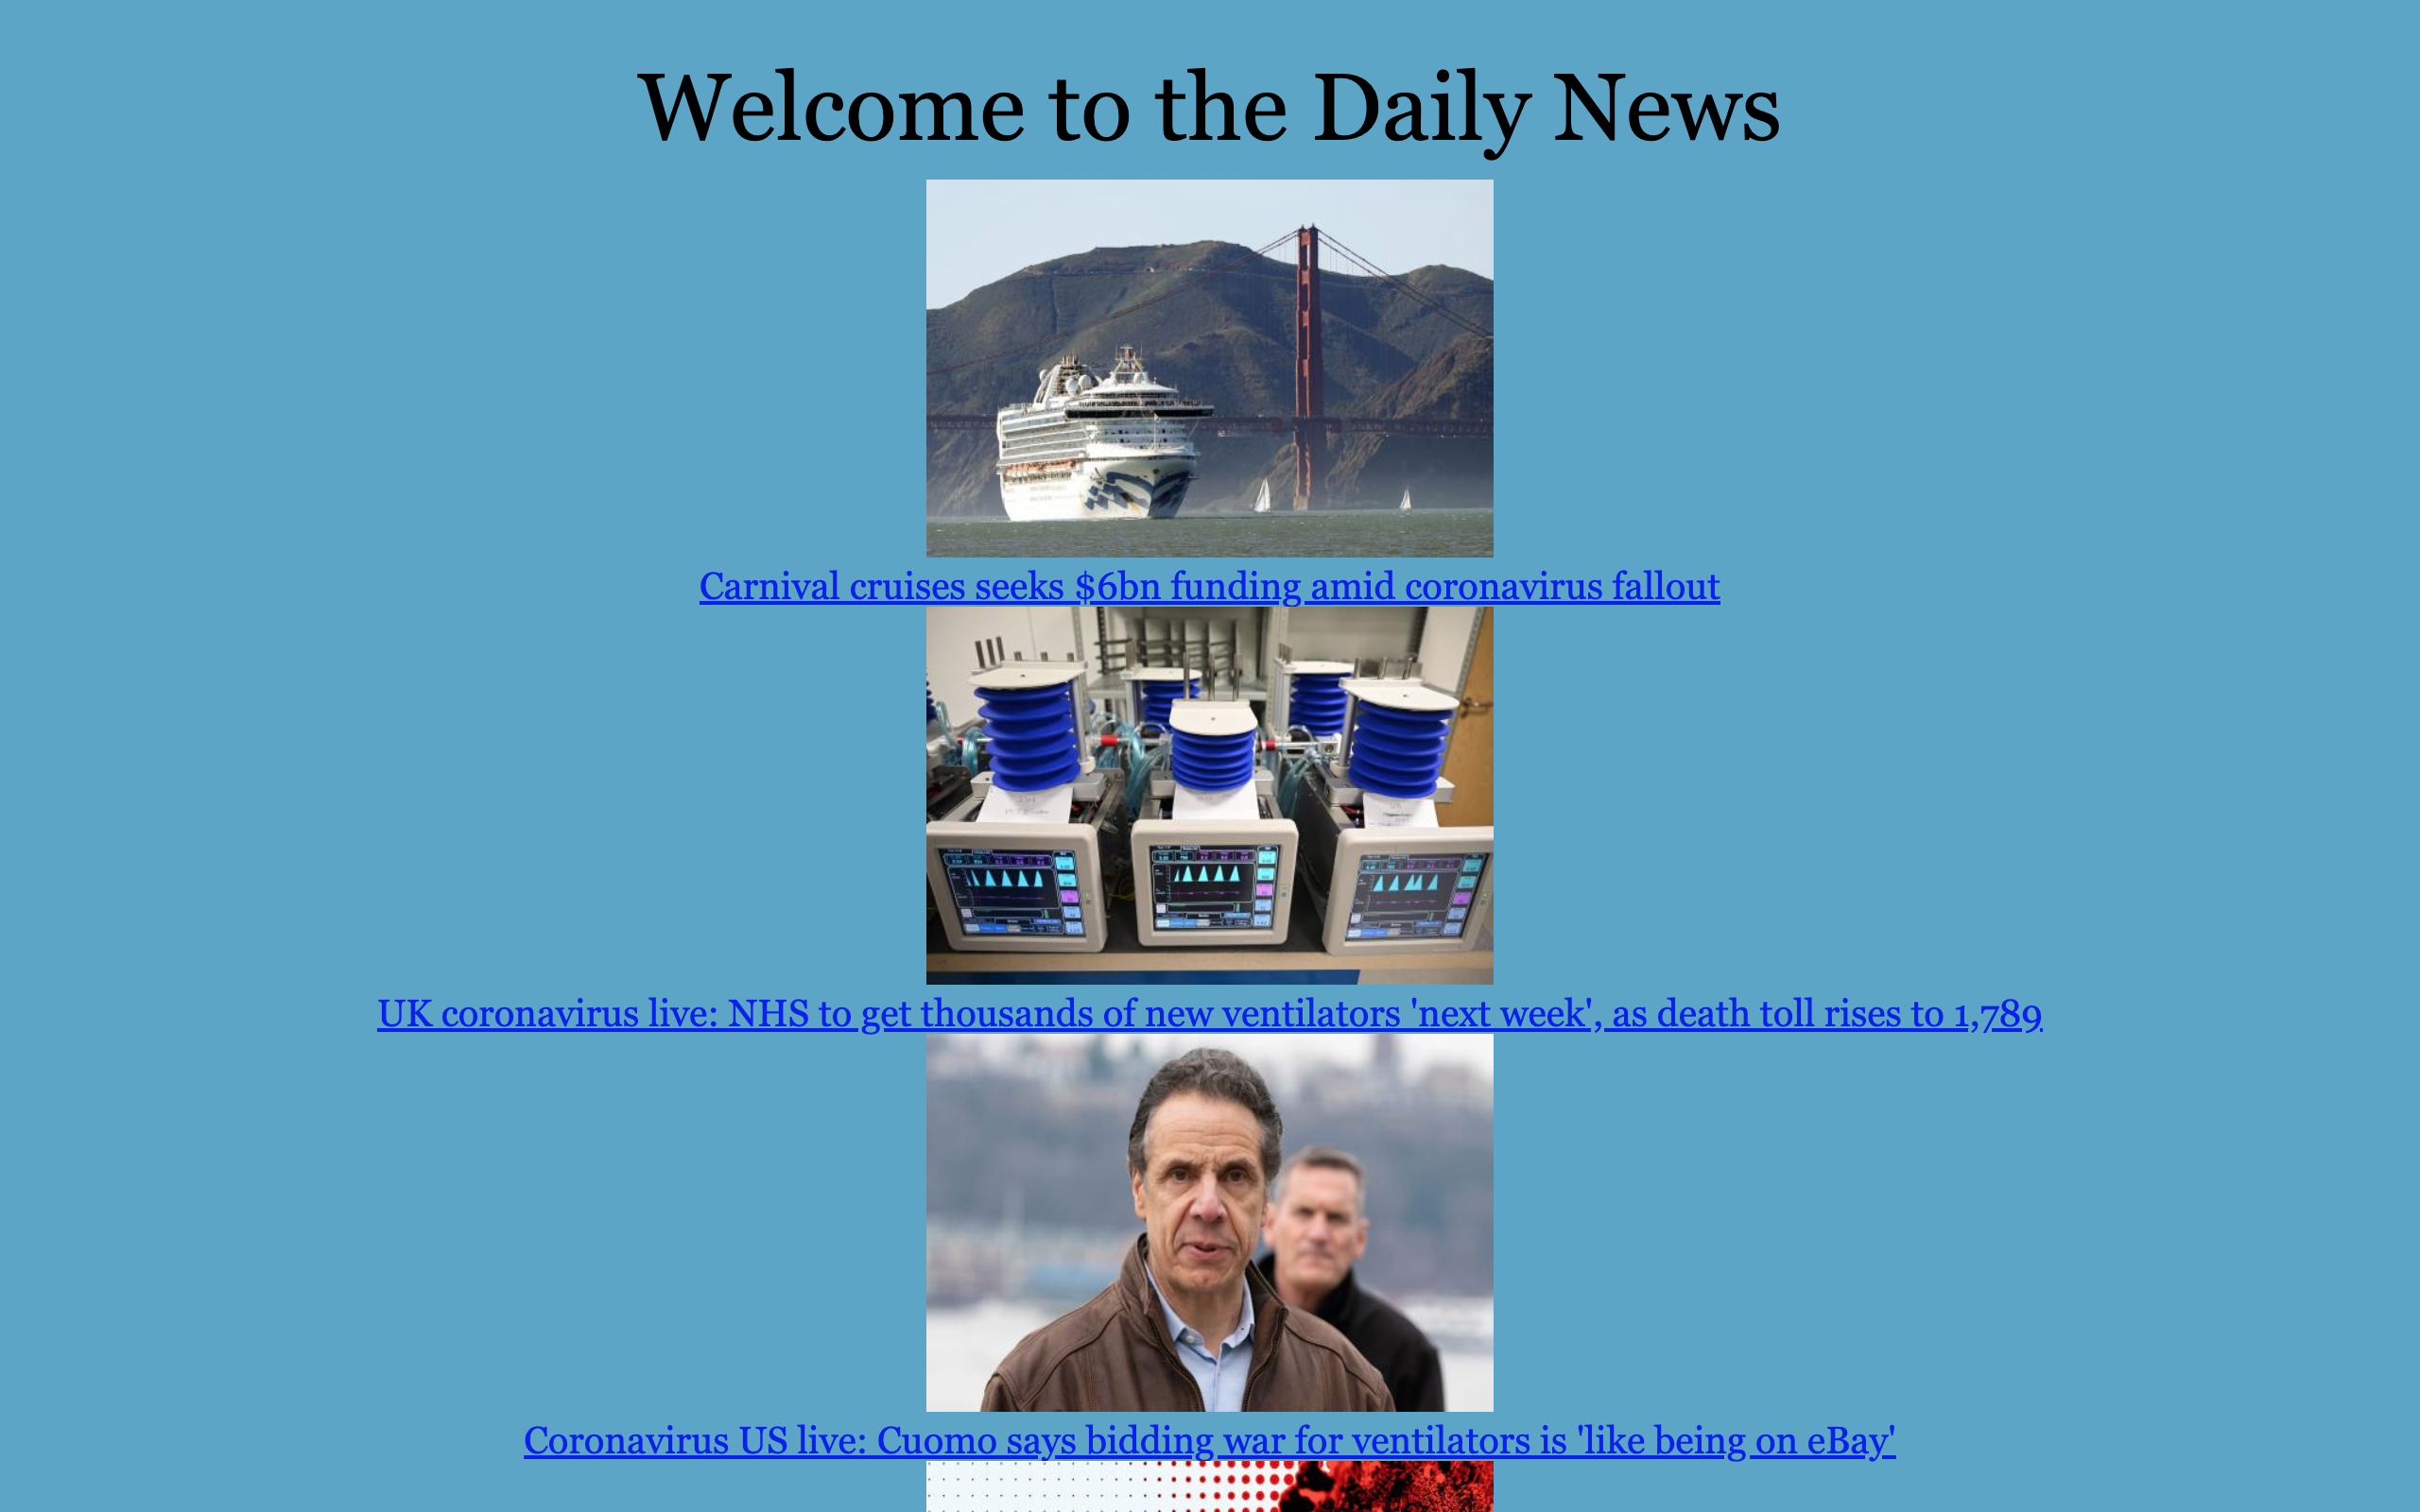 Welcome to the Daily News
Carnival cruises seeks $6bn funding amid coronavirus fallout
UK coronavirus live: NHS to get thousands of new ventilators 'next week', as death toll rises to 1,789
Coronavirus US live: Cuomo says bidding war for ventilators is 'like being on eBay'